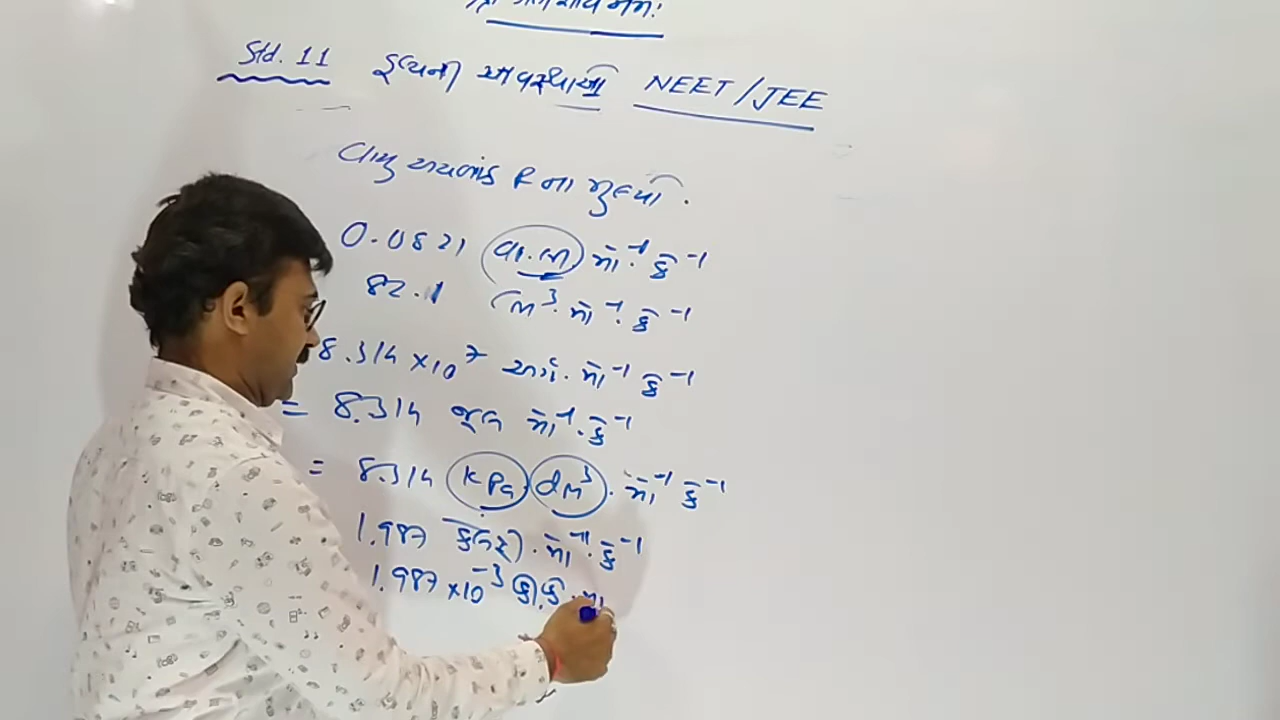 Std. 11 દ્રવ્યની અવસ્થાઓ NEET/JEE
વાયુ અચળાંક R ના મૂલ્યો.
0.0821 વા.લી મો.⁻¹ કે⁻¹
82.1 મો⁻¹. કે⁻¹
8.314 × 10⁷ અર્ગ. મો⁻¹ કે⁻¹
= 8.314 જૂલ મો⁻¹. કે⁻¹
= 8.314 kPa dm³. મો⁻¹ કે⁻¹
1.987 કેલરી. મો⁻¹. કે⁻¹
1.987 × 10⁻³ કિ.કે. મો